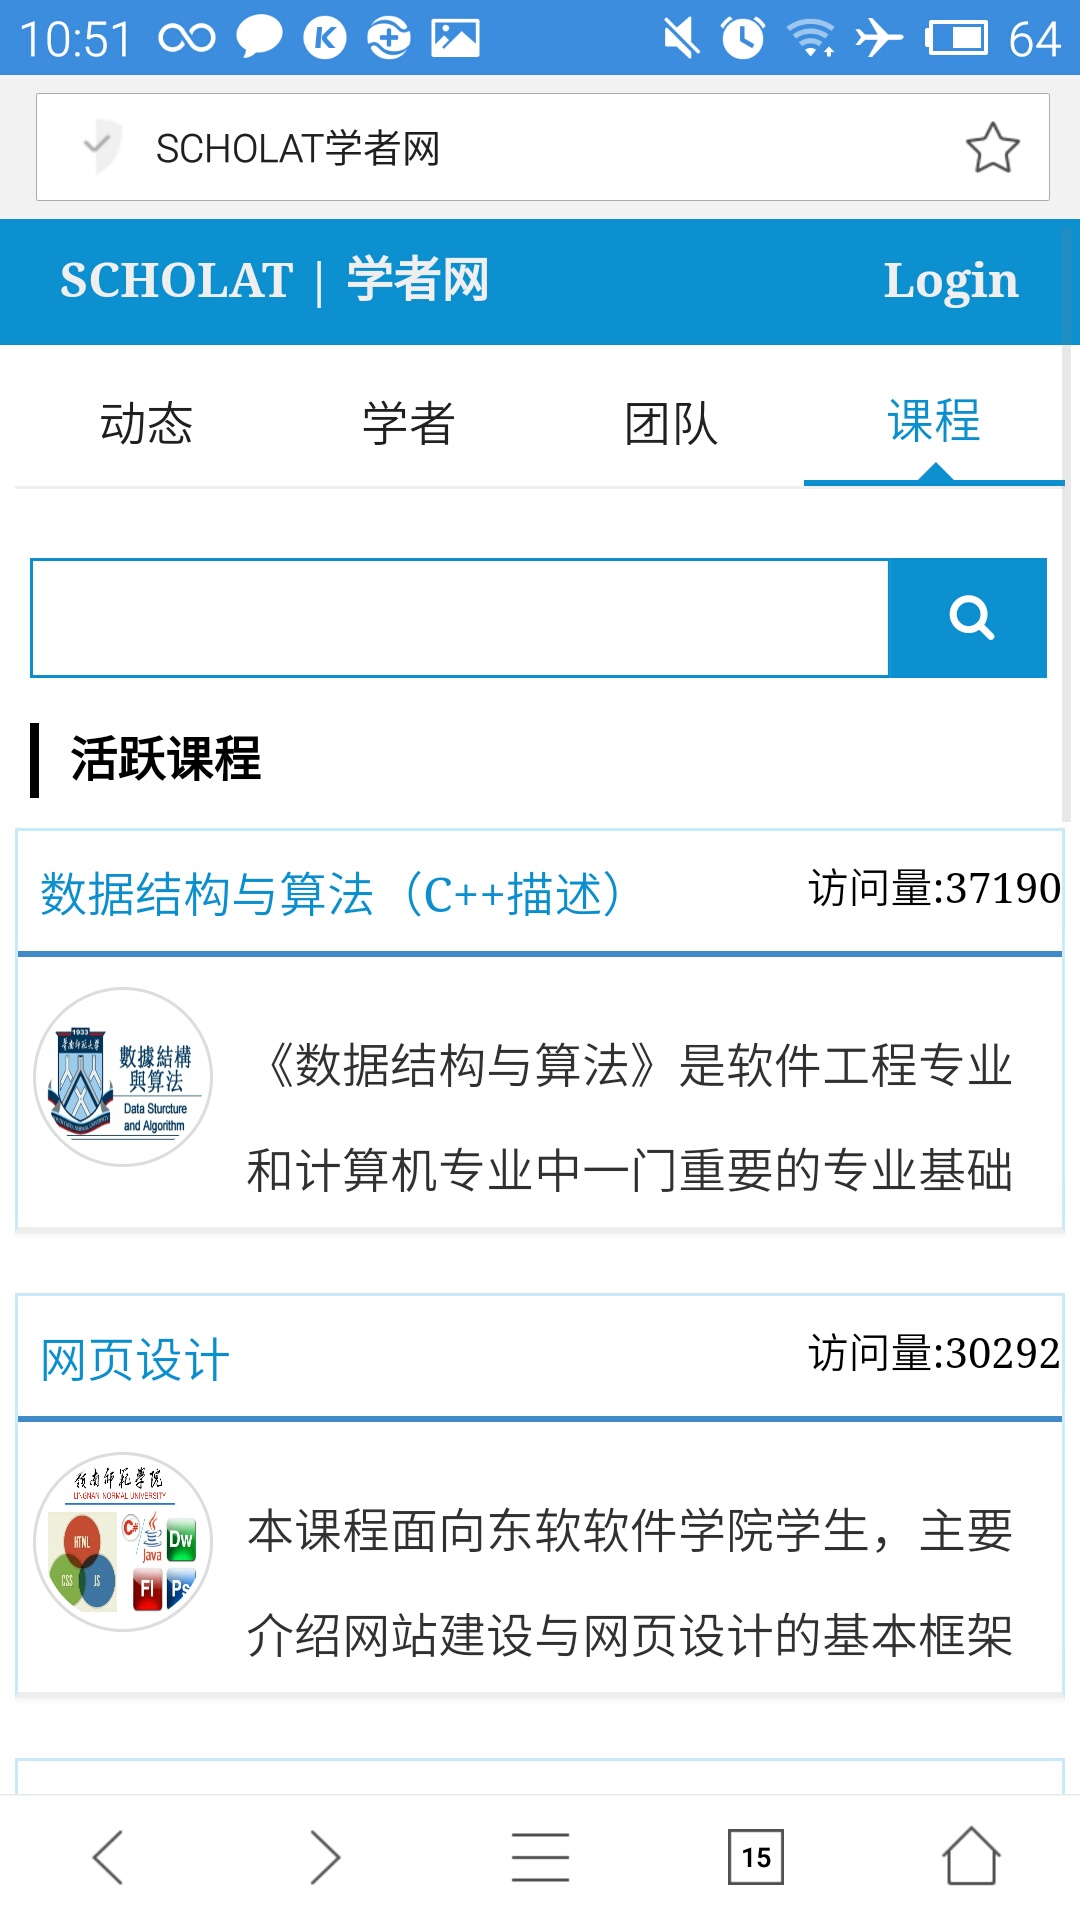 10:51 64
SCHOLAT学者网
SCHOLAT | 学者网 Login
动态 学者 团队 课程
活跃课程
数据结构与算法（C++描述） 访问量:37190
1933
數據結構
與算法
Data Sturcture
and Algorithm
《数据结构与算法》是软件工程专业
和计算机专业中一门重要的专业基础
网页设计 访问量:30292
嶺南師範學院
LINGNAN NORMAL UNIVERSITY
HTML C# Java Dw
CSS JS Fl Ps
本课程面向东软软件学院学生，主要
介绍网站建设与网页设计的基本框架
15